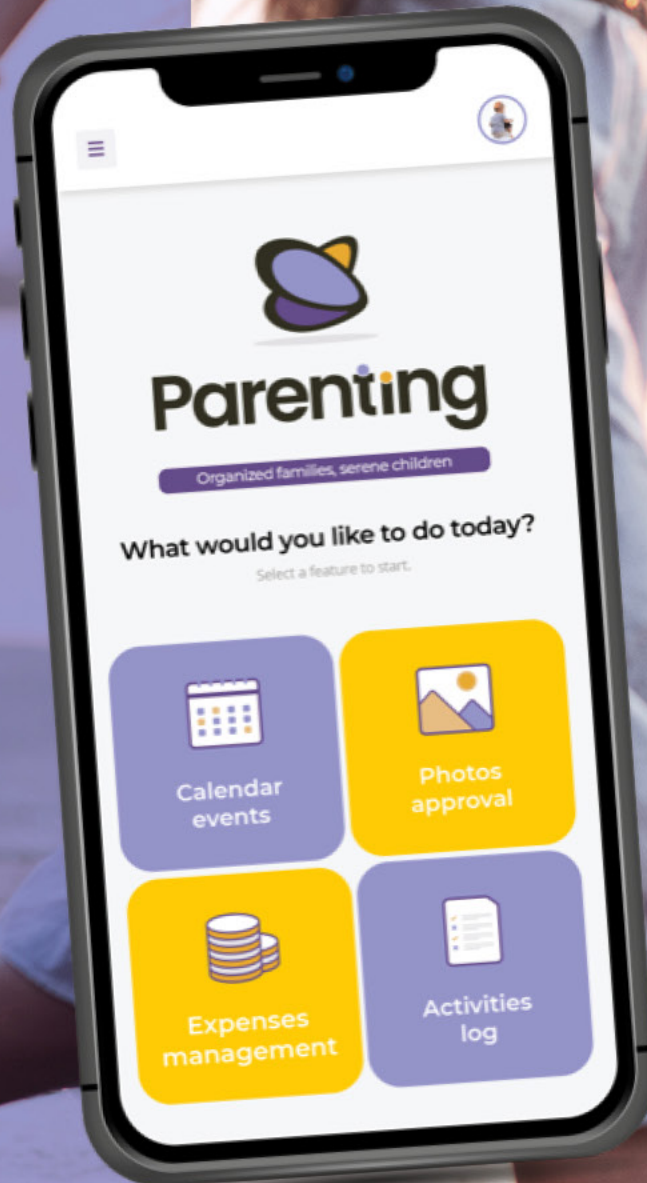 Parenting
Organized families, serene children
What would you like to do today?
Select a feature to start.
Calendar
events
Photos
approval
Expenses
management
Activities
log